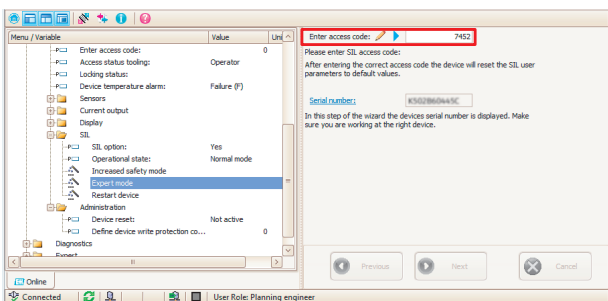 Menu / Variable Value Uni
Enter access code: 0
Access status tooling: Operator
Locking status:
Device temperature alarm: Failure (F)
Sensors
Current output
Display
SIL
SIL option: Yes
Operational state: Normal mode
Increased safety mode
Expert mode
Restart device
Administration
Device reset: Not active
Define device write protection co... 0
Diagnostics
Expert
Online
Enter access code: 7452
Please enter SIL access code:
After entering the correct access code the device will reset the SIL user
parameters to default values.
Serial number:
In this step of the wizard the devices serial number is displayed. Make
sure you are working at the right device.
Previous Next Cancel
Connected User Role: Planning engineer